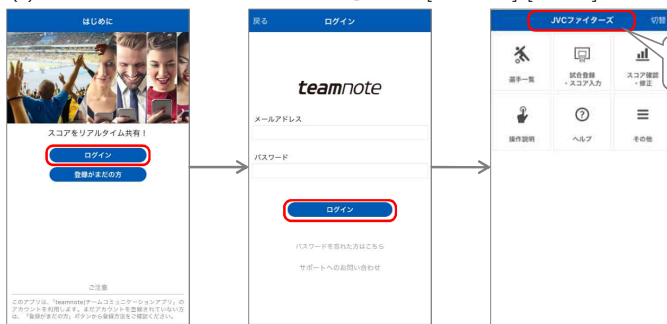 はじめに
スコアをリアルタイム共有！
ログイン
登録がまだの方
ご注意
このアプリは、「teamnote(チームコミュニケーションアプリ」の
アカウントを利用します。まだアカウントを登録されていない方
は、「登録がまだの方」ボタンから登録方法をご確認ください。
戻る
ログイン
teamnote
メールアドレス
パスワード
ログイン
パスワードを忘れた方はこちら
サポートへのお問い合わせ
JVCファイターズ
切替
選手一覧
試合登録
・スコア入力
スコア確認
・修正
操作説明
ヘルプ
その他